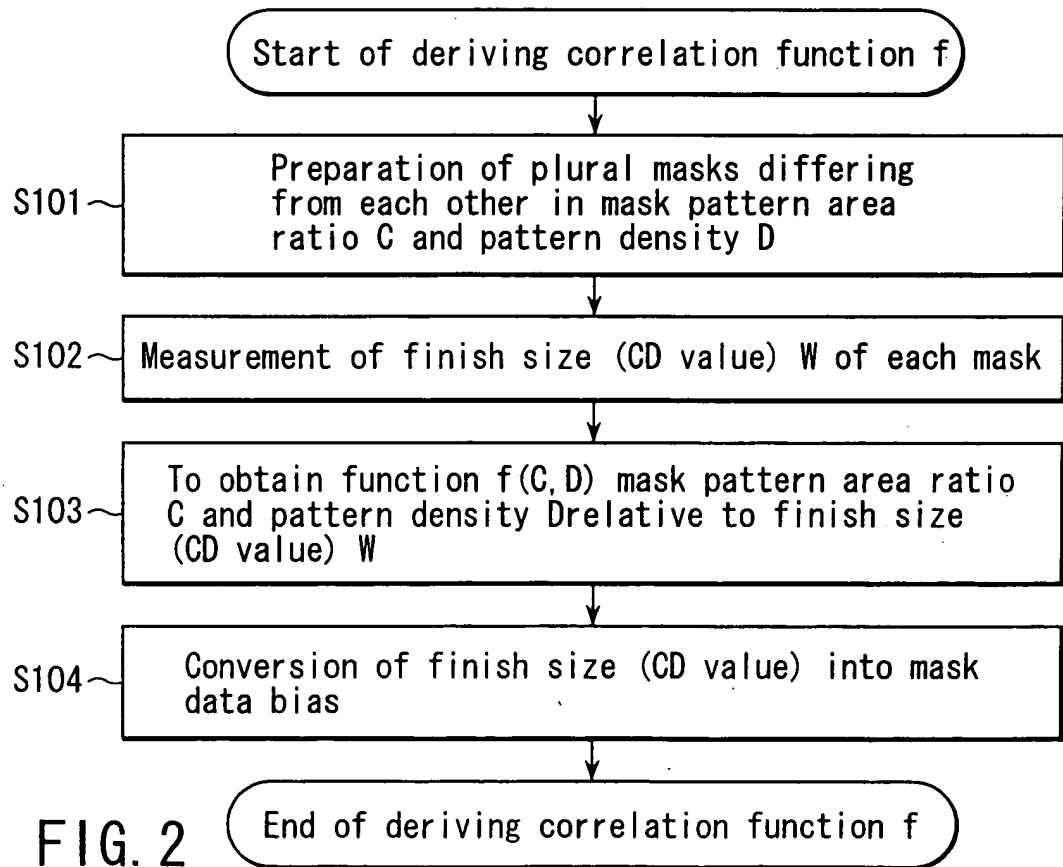 Start of deriving correlation function f
S101
Preparation of plural masks differing
from each other in mask pattern area
ratio C and pattern density D
S102
Measurement of finish size (CD value) W of each mask
S103
To obtain function f(C,D) mask pattern area ratio
C and pattern density Drelative to finish size
(CD value) W
S104
Conversion of finish size (CD value) into mask
data bias
End of deriving correlation function f
FIG. 2